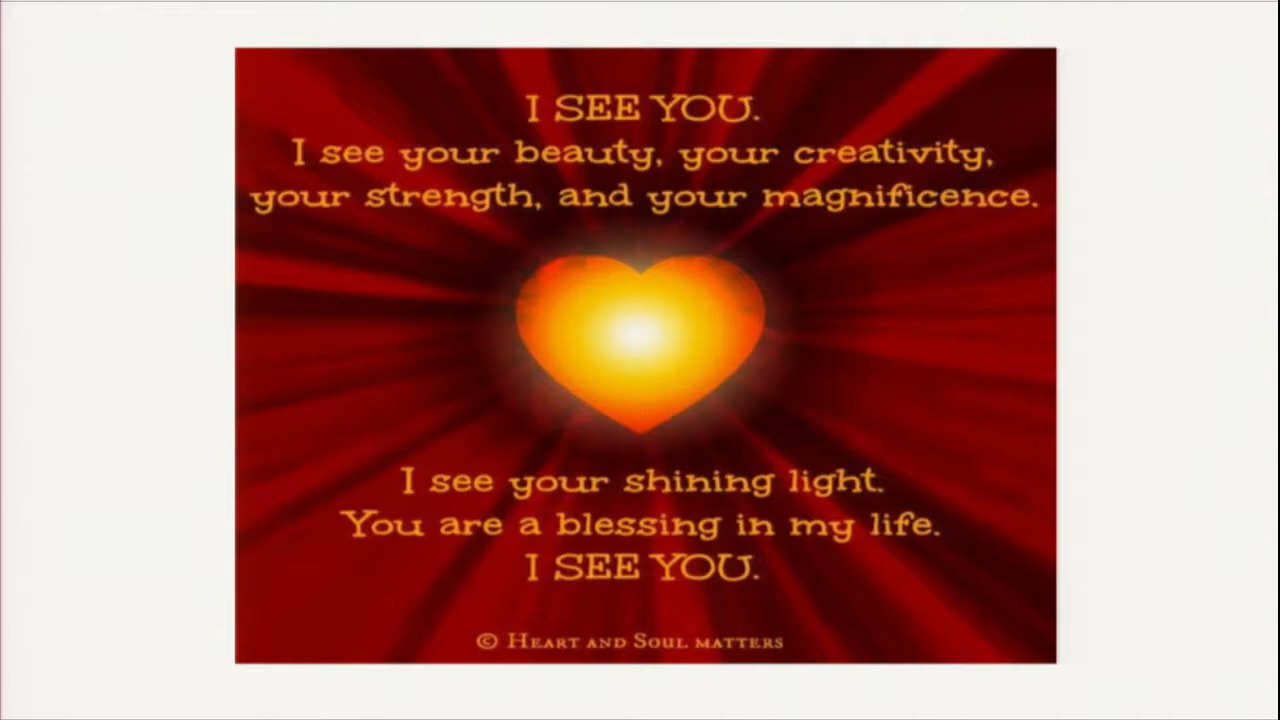 I SEE YOU.
I see your beauty, your creativity,
your strength, and your magnificence.
I see your shining light.
You are a blessing in my life.
I SEE YOU.
© HEART AND SOUL MATTERS